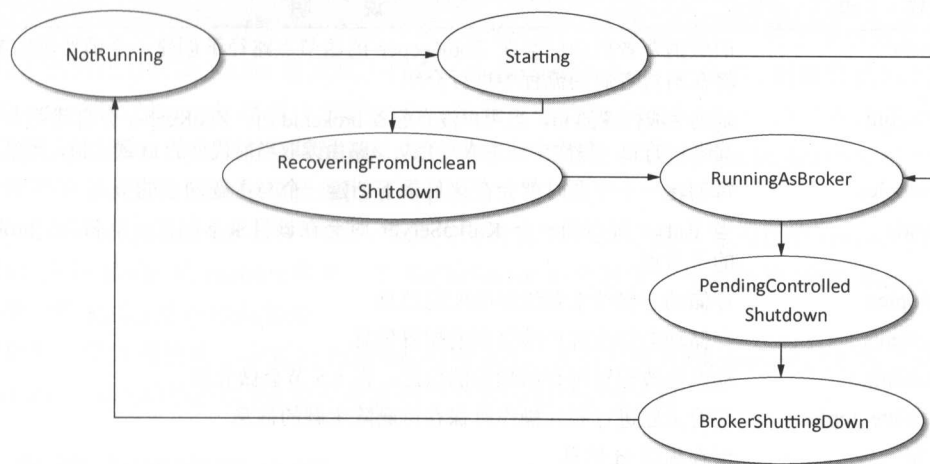 NotRunning
Starting
RecoveringFromUnclean
Shutdown
RunningAsBroker
PendingControlled
Shutdown
BrokerShuttingDown